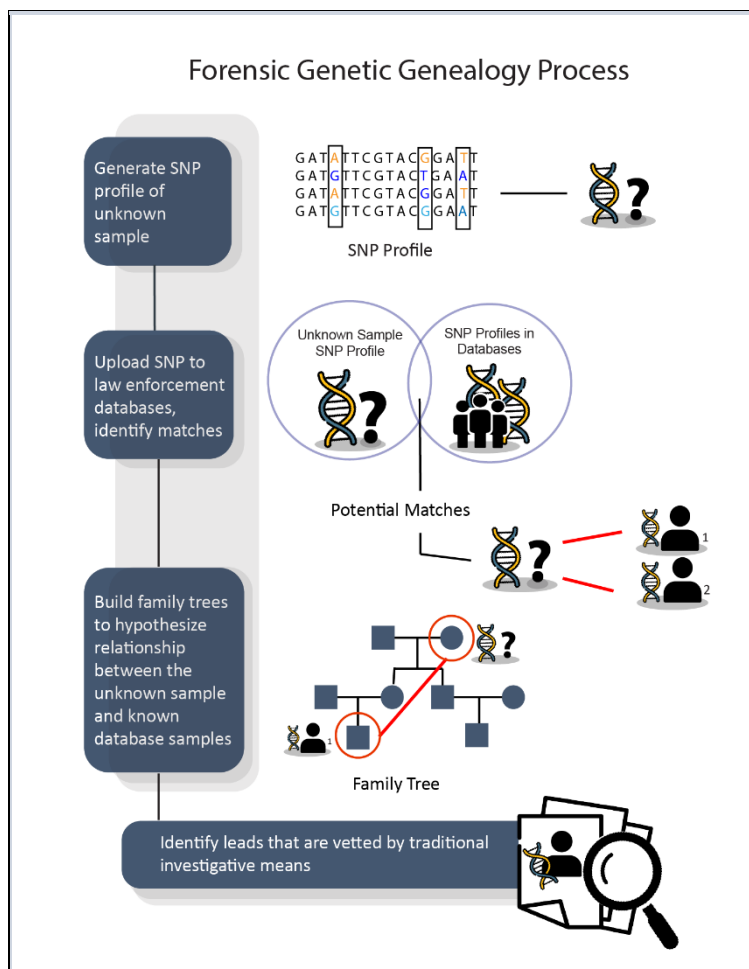 Forensic Genetic Genealogy Process
Generate SNP
profile of
unknown
sample
GATATTCGTACGGATT
GATGTTCGTACTGAAT
GATATTCGTACGGATT
GATGTTCGTACGGAAT
SNP Profile
?
Upload SNP to
law enforcement
databases,
identify matches
Unknown Sample
SNP Profile
?
SNP Profiles in
Databases
Potential Matches
?
1
2
Build family trees
to hypothesize
relationship
between the
unknown sample
and known
database samples
?
1
Family Tree
Identify leads that are vetted by traditional
investigative means